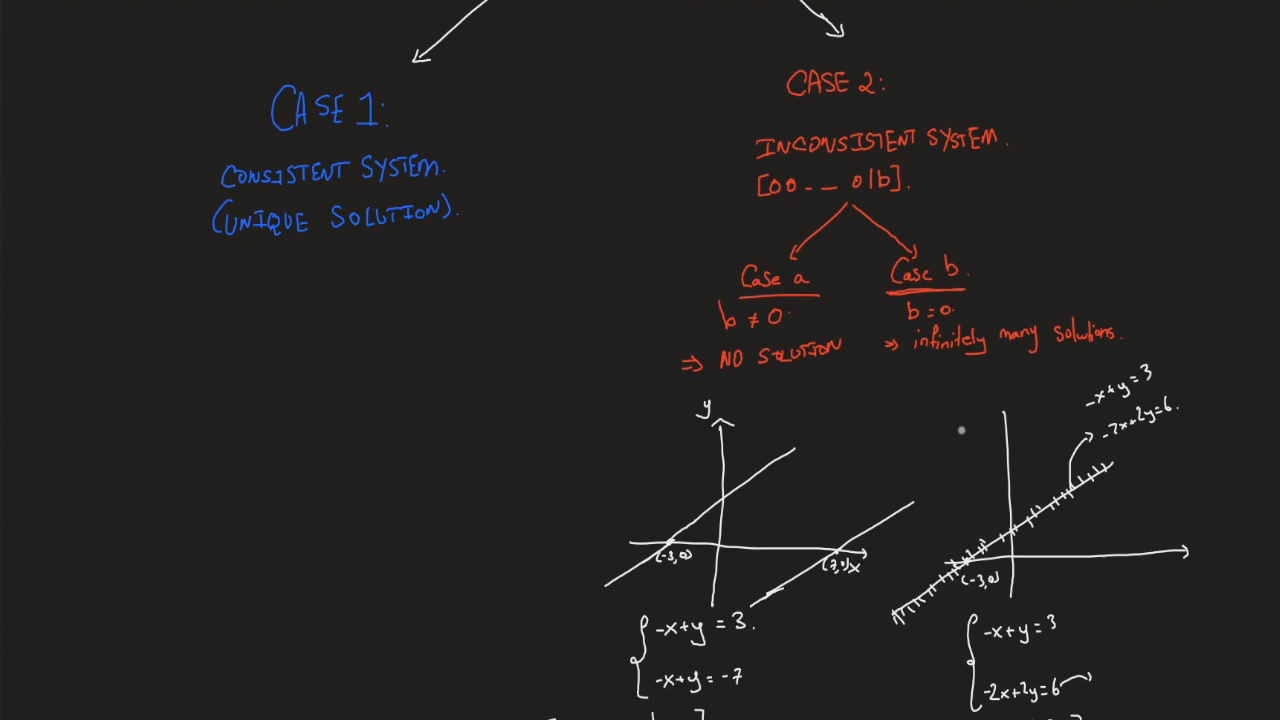 CASE 1:
CONSISTENT SYSTEM.
(UNIQUE SOLUTION).
CASE 2:
INCONSISTENT SYSTEM.
[00 - - 0|b].
Case a
b ≠ 0.
⇒ NO SOLUTION
Case b.
b = 0.
⇒ infinitely many solutions.
y
(-3,0)
(7,0)
x
-x+y = 3.
-x+y = -7
-x+y = 3
-2x+2y=6.
(-3,0)
-x+y = 3
-2x+2y=6